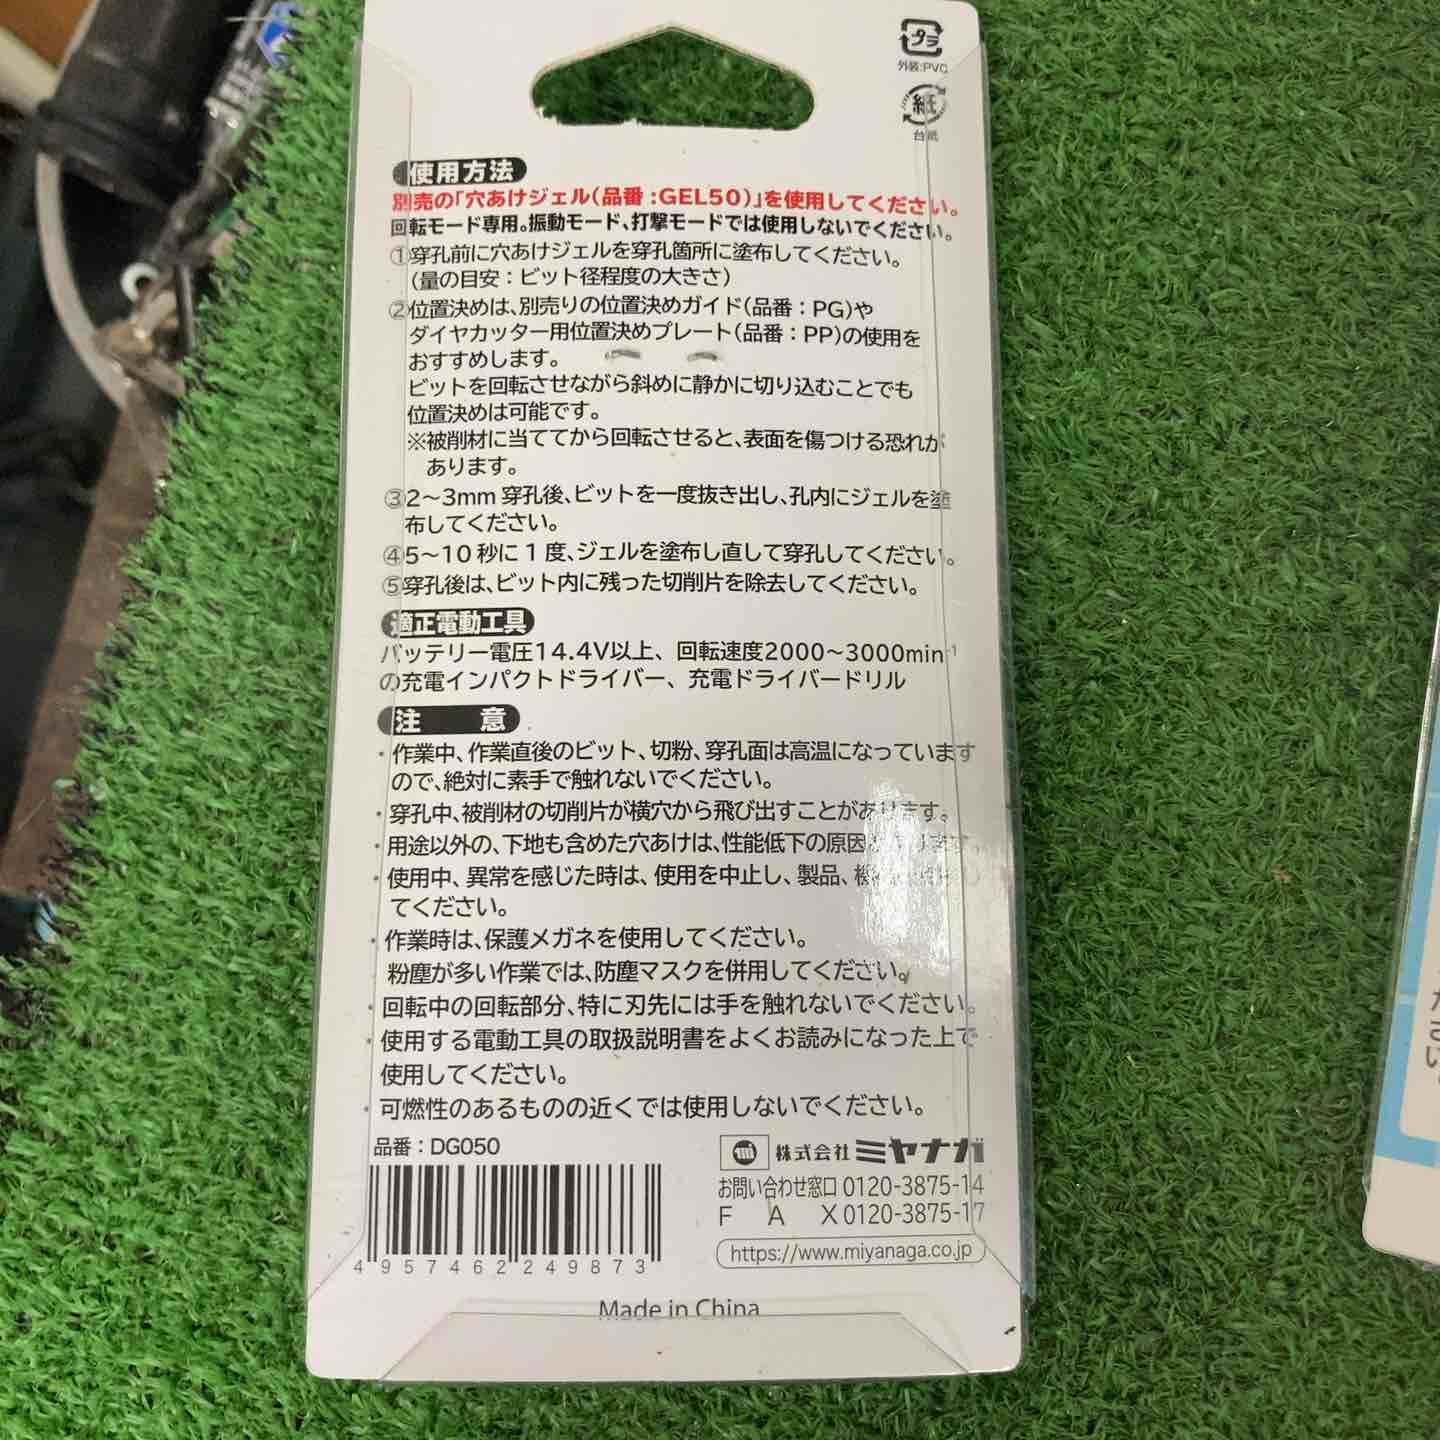 プラ
外装:PVC
紙
台紙
使用方法
別売の「穴あけジェル(品番:GEL50)」を使用してください。
回転モード専用。振動モード、打撃モードでは使用しないでください。
①穿孔前に穴あけジェルを穿孔箇所に塗布してください。
(量の目安:ビット径程度の大きさ)
②位置決めは、別売りの位置決めガイド(品番:PG)や
ダイヤカッター用位置決めプレート(品番:PP)の使用を
おすすめします。
ビットを回転させながら斜めに静かに切り込むことでも
位置決めは可能です。
※被削材に当ててから回転させると、表面を傷つける恐れが
あります。
③2〜3mm 穿孔後、ビットを一度抜き出し、孔内にジェルを塗
布してください。
④5〜10 秒に 1 度、ジェルを塗布し直して穿孔してください。
⑤穿孔後は、ビット内に残った切削片を除去してください。
適正電動工具
バッテリー電圧14.4V以上、回転速度2000〜3000min⁻¹
の充電インパクトドライバー、充電ドライバードリル
注 意
・作業中、作業直後のビット、切粉、穿孔面は高温になっています
ので、絶対に素手で触れないでください。
・穿孔中、被削材の切削片が横穴から飛び出すことがあります。
・用途以外の、下地も含めた穴あけは、性能低下の原因となります。
・使用中、異常を感じた時は、使用を中止し、製品、
てください。
・作業時は、保護メガネを使用してください。
粉塵が多い作業では、防塵マスクを併用してください。
・回転中の回転部分、特に刃先には手を触れないでください。
・使用する電動工具の取扱説明書をよくお読みになった上で
使用してください。
・可燃性のあるものの近くでは使用しないでください。
品番:DG050
株式会社ミヤナガ
お問い合わせ窓口 0120-3875-14
F A X 0120-3875-17
https://www.miyanaga.co.jp
4957462249873
Made in China
ださい。